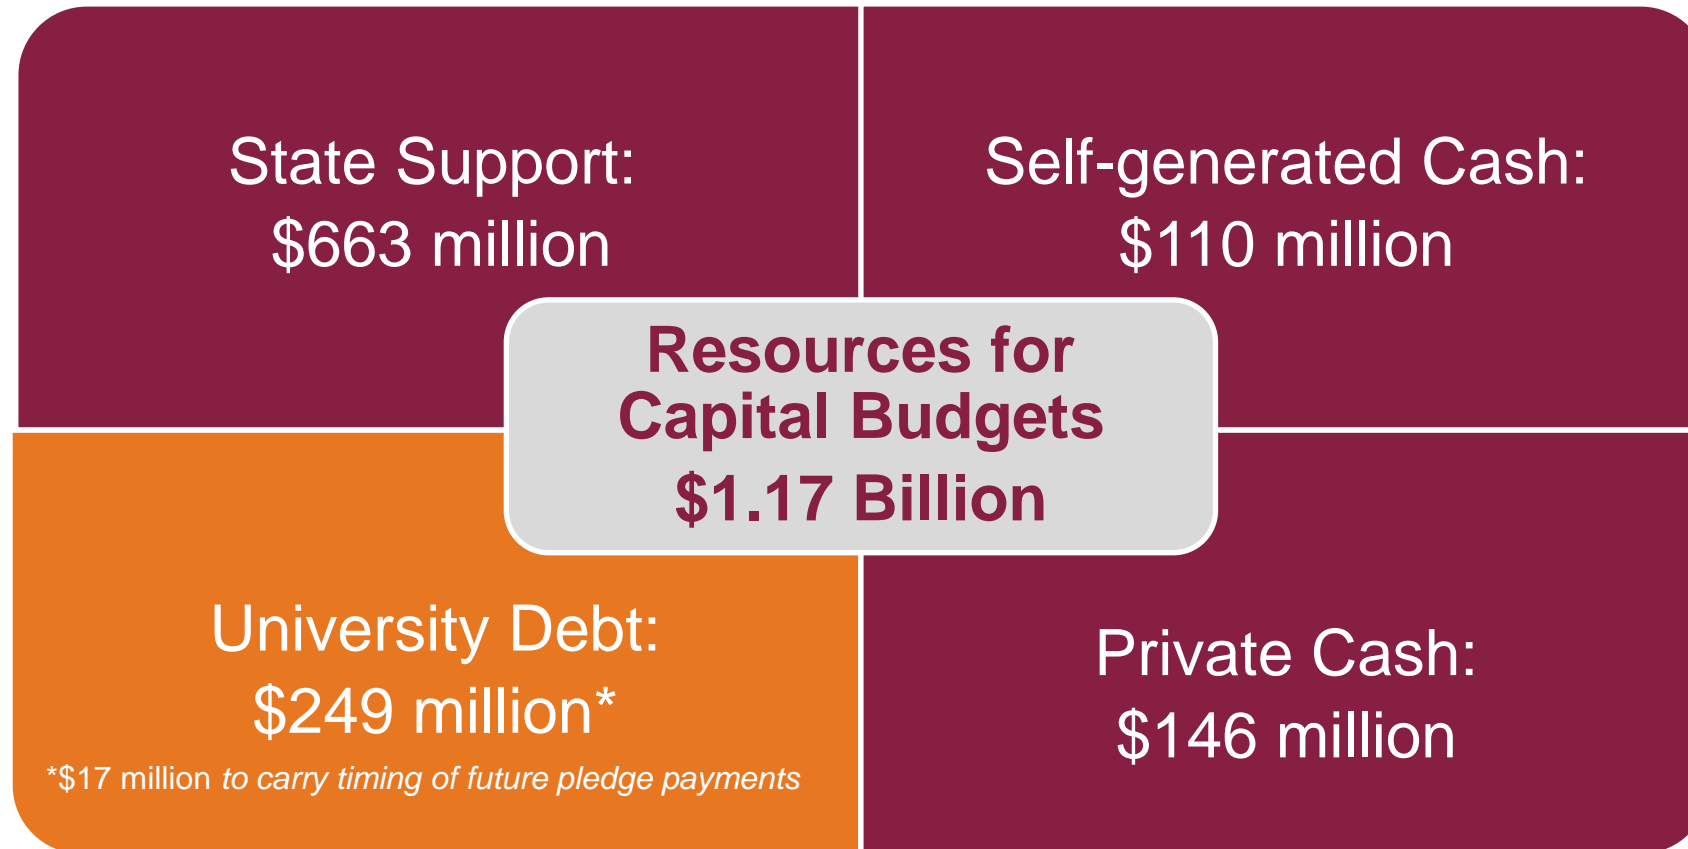 State Support:
$663 million
Self-generated Cash:
$110 million
Resources for
Capital Budgets
$1.17 Billion
University Debt:
$249 million*
*$17 million to carry timing of future pledge payments
Private Cash:
$146 million